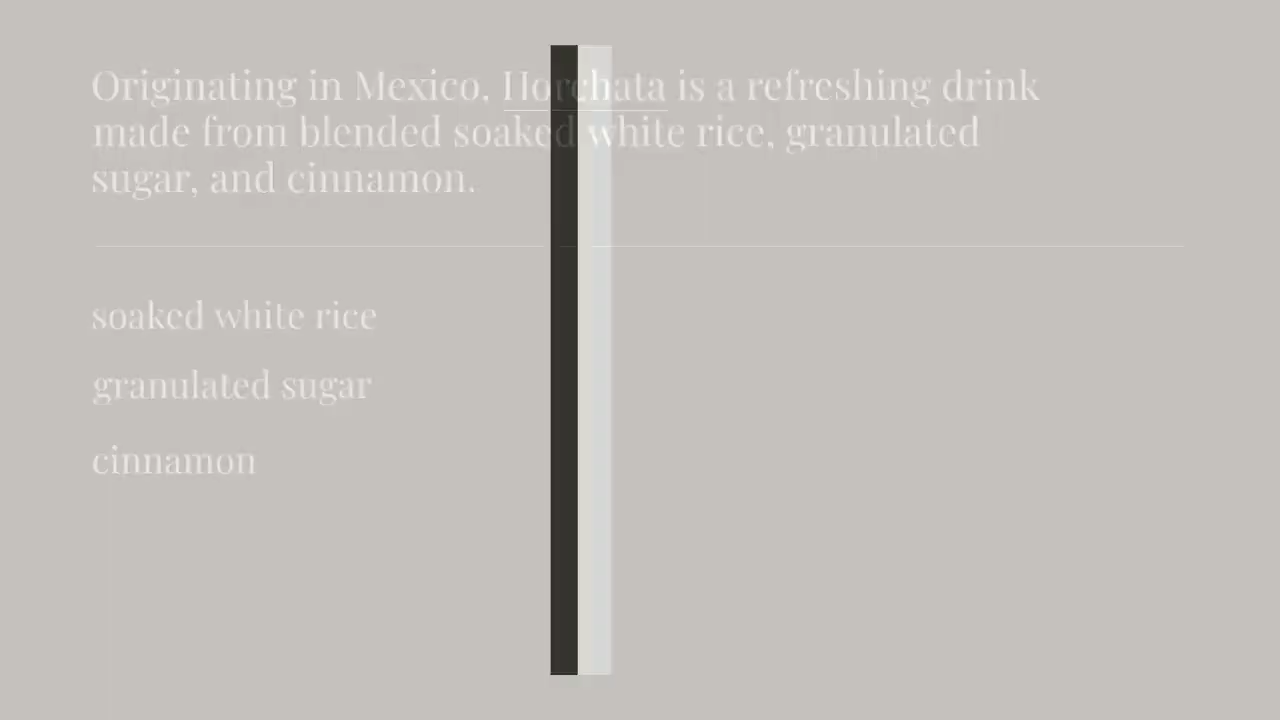 Originating in Mexico, Horchata is a refreshing drink
made from blended soaked white rice, granulated
sugar, and cinnamon.
soaked white rice
granulated sugar
cinnamon